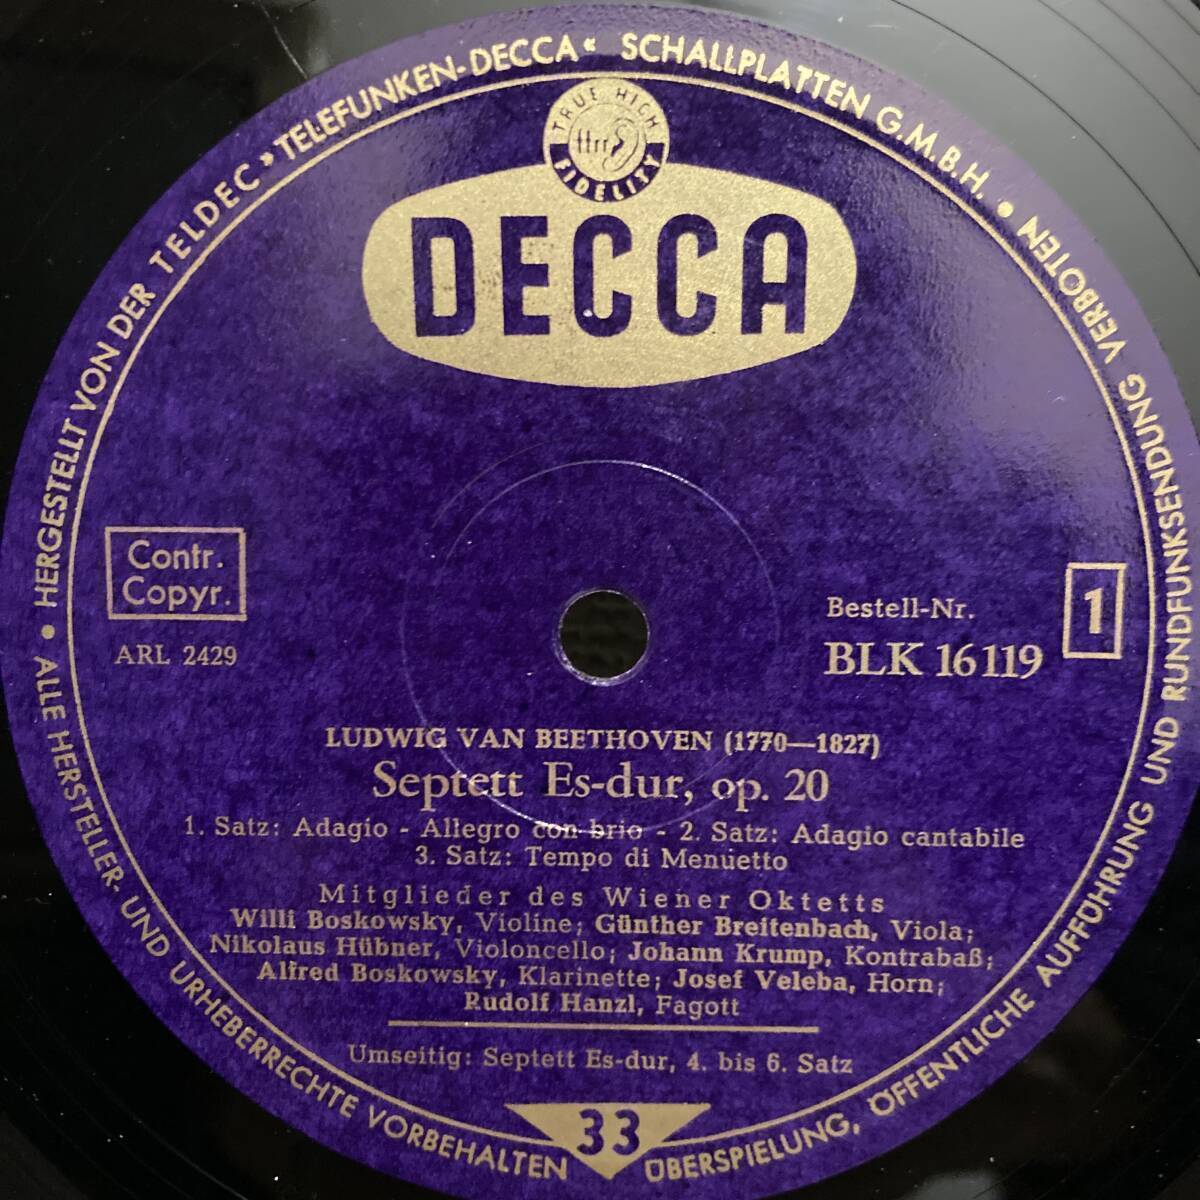 • HERGESTELLT VON DER TELDEC »TELEFUNKEN-DECCA« SCHALLPLATTEN G.M.B.H. •
ALLE HERSTELLER- UND URHEBERRECHTE VORBEHALTEN
ÜBERSPIELUNG, ÖFFENTLICHE AUFFÜHRUNG UND RUNDFUNKSENDUNG VERBOTEN
TRUE HIGH
ffrr
FIDELITY
DECCA
Contr.
Copyr.
ARL 2429
Bestell-Nr.
BLK 16119
1
LUDWIG VAN BEETHOVEN (1770—1827)
Septett Es-dur, op. 20
1. Satz: Adagio - Allegro con brio - 2. Satz: Adagio cantabile
3. Satz: Tempo di Menuetto
Mitglieder des Wiener Oktetts
Willi Boskowsky, Violine; Günther Breitenbach, Viola;
Nikolaus Hübner, Violoncello; Johann Krump, Kontrabaß;
Alfred Boskowsky, Klarinette; Josef Veleba, Horn;
Rudolf Hanzl, Fagott
Umseitig: Septett Es-dur, 4. bis 6. Satz
33